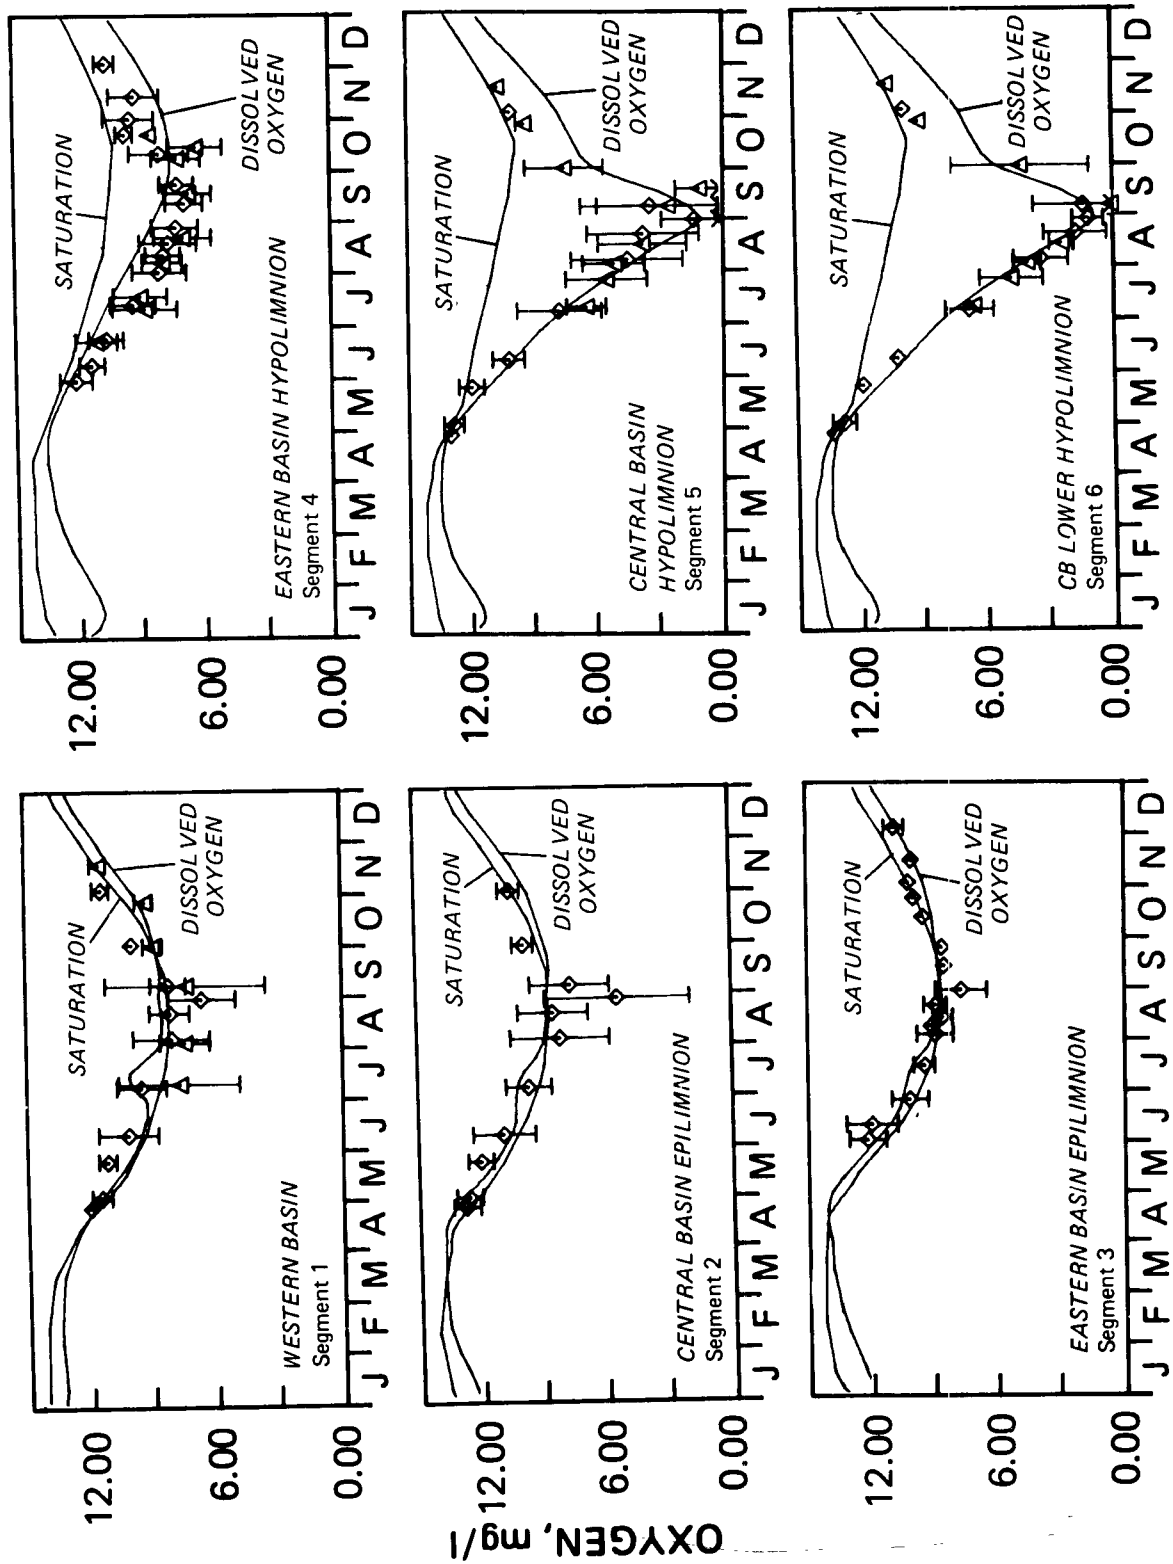 OXYGEN, mg/l
12.00
6.00
0.00
WESTERN BASIN
Segment 1
SATURATION
DISSOLVED
OXYGEN
J F M A M J J A S O N D
12.00
6.00
0.00
CENTRAL BASIN EPILIMNION
Segment 2
SATURATION
DISSOLVED
OXYGEN
J F M A M J J A S O N D
12.00
6.00
0.00
EASTERN BASIN EPILIMNION
Segment 3
SATURATION
DISSOLVED
OXYGEN
J F M A M J J A S O N D
12.00
6.00
0.00
EASTERN BASIN HYPOLIMNION
Segment 4
SATURATION
DISSOLVED
OXYGEN
J F M A M J J A S O N D
12.00
6.00
0.00
CENTRAL BASIN
HYPOLIMNION
Segment 5
SATURATION
DISSOLVED
OXYGEN
J F M A M J J A S O N D
12.00
6.00
0.00
CB LOWER HYPOLIMNION
Segment 6
SATURATION
DISSOLVED
OXYGEN
J F M A M J J A S O N D